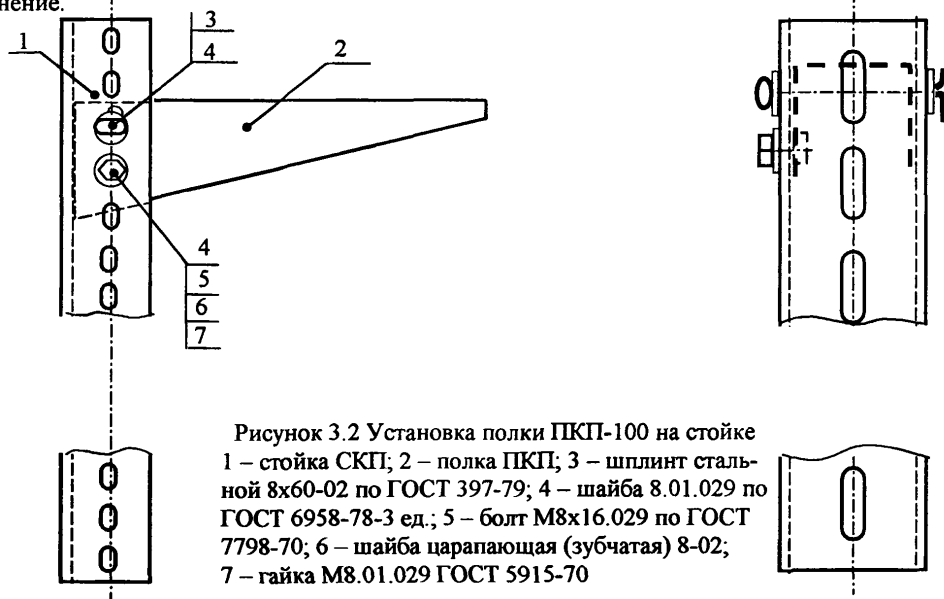 нение.
3
1
4
2
4
5
6
7
Рисунок 3.2 Установка полки ПКП-100 на стойке
1 – стойка СКП; 2 – полка ПКП; 3 – шплинт сталь-
ной 8х60-02 по ГОСТ 397-79; 4 – шайба 8.01.029 по
ГОСТ 6958-78-3 ед.; 5 – болт М8х16.029 по ГОСТ
7798-70; 6 – шайба царапающая (зубчатая) 8-02;
7 – гайка М8.01.029 ГОСТ 5915-70